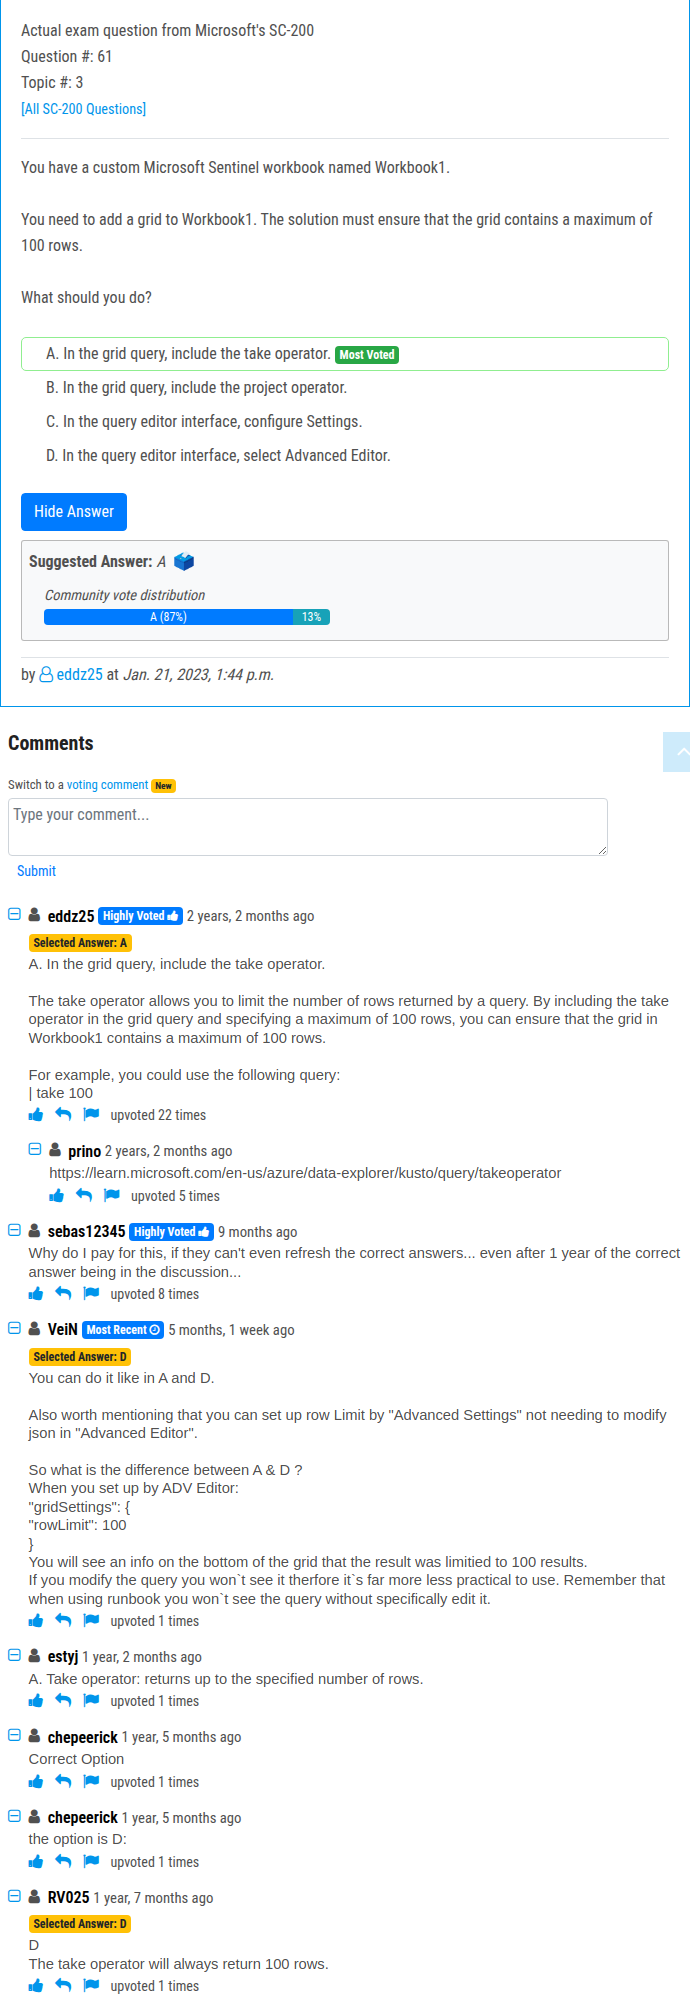 Actual exam question from Microsoft's SC-200
Question #: 61
Topic #: 3
[All SC-200 Questions]
You have a custom Microsoft Sentinel workbook named Workbook1.
You need to add a grid to Workbook1. The solution must ensure that the grid contains a maximum of
100 rows.
What should you do?
A. In the grid query, include the take operator. Most Voted
B. In the grid query, include the project operator.
C. In the query editor interface, configure Settings.
D. In the query editor interface, select Advanced Editor.
Hide Answer
Suggested Answer: A
Community vote distribution
A (87%) 13%
by eddz25 at Jan. 21, 2023, 1:44 p.m.
Comments
Switch to a voting comment New
Type your comment...
Submit
eddz25 Highly Voted 2 years, 2 months ago
Selected Answer: A
A. In the grid query, include the take operator.
The take operator allows you to limit the number of rows returned by a query. By including the take
operator in the grid query and specifying a maximum of 100 rows, you can ensure that the grid in
Workbook1 contains a maximum of 100 rows.
For example, you could use the following query:
| take 100
upvoted 22 times
prino 2 years, 2 months ago
https://learn.microsoft.com/en-us/azure/data-explorer/kusto/query/takeoperator
upvoted 5 times
sebas12345 Highly Voted 9 months ago
Why do I pay for this, if they can't even refresh the correct answers... even after 1 year of the correct
answer being in the discussion...
upvoted 8 times
VeiN Most Recent 5 months, 1 week ago
Selected Answer: D
You can do it like in A and D.
Also worth mentioning that you can set up row Limit by "Advanced Settings" not needing to modify
json in "Advanced Editor".
So what is the difference between A & D ?
When you set up by ADV Editor:
"gridSettings": {
"rowLimit": 100
}
You will see an info on the bottom of the grid that the result was limitied to 100 results.
If you modify the query you won`t see it therfore it`s far more less practical to use. Remember that
when using runbook you won`t see the query without specifically edit it.
upvoted 1 times
estyj 1 year, 2 months ago
A. Take operator: returns up to the specified number of rows.
upvoted 1 times
chepeerick 1 year, 5 months ago
Correct Option
upvoted 1 times
chepeerick 1 year, 5 months ago
the option is D:
upvoted 1 times
RV025 1 year, 7 months ago
Selected Answer: D
D
The take operator will always return 100 rows.
upvoted 1 times